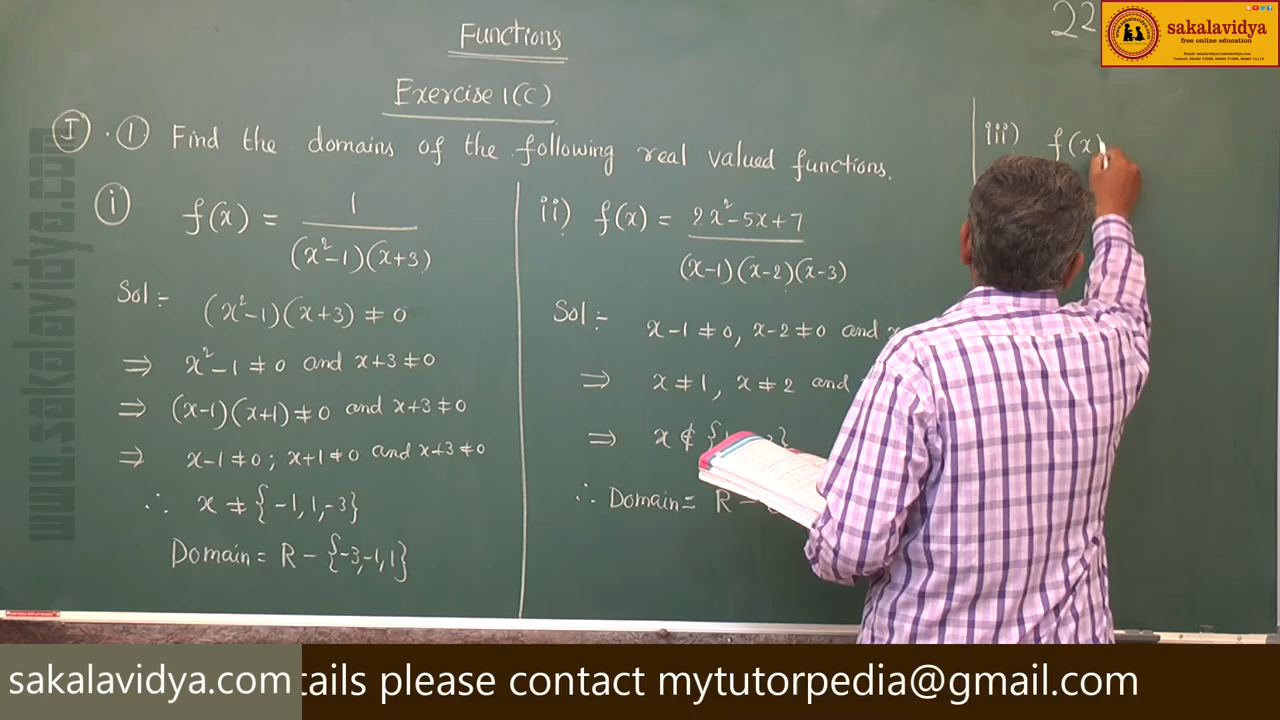 Functions
Exercise 1(C)
I . 1. Find the domains of the following real valued functions.
i f(x) = 1 / (x²-1)(x+3)
Sol :-
(x²-1)(x+3) ≠ 0
⇒ x²-1 ≠ 0 and x+3 ≠ 0
⇒ (x-1)(x+1) ≠ 0 and x+3 ≠ 0
⇒ x-1 ≠ 0 ; x+1 ≠ 0 and x+3 ≠ 0
∴ x ≠ {-1, 1, -3}
Domain = R - {-3, -1, 1}
ii) f(x) = 2x²-5x+7 / (x-1)(x-2)(x-3)
Sol :-
x-1 ≠ 0, x-2 ≠ 0 and
⇒ x ≠ 1, x ≠ 2 and
⇒ x ∉ {
∴ Domain = R -
iii) f(x)
22
sakalavidya
free online education
www.sakalavidya.com
sakalavidya.com
tails please contact mytutorpedia@gmail.com